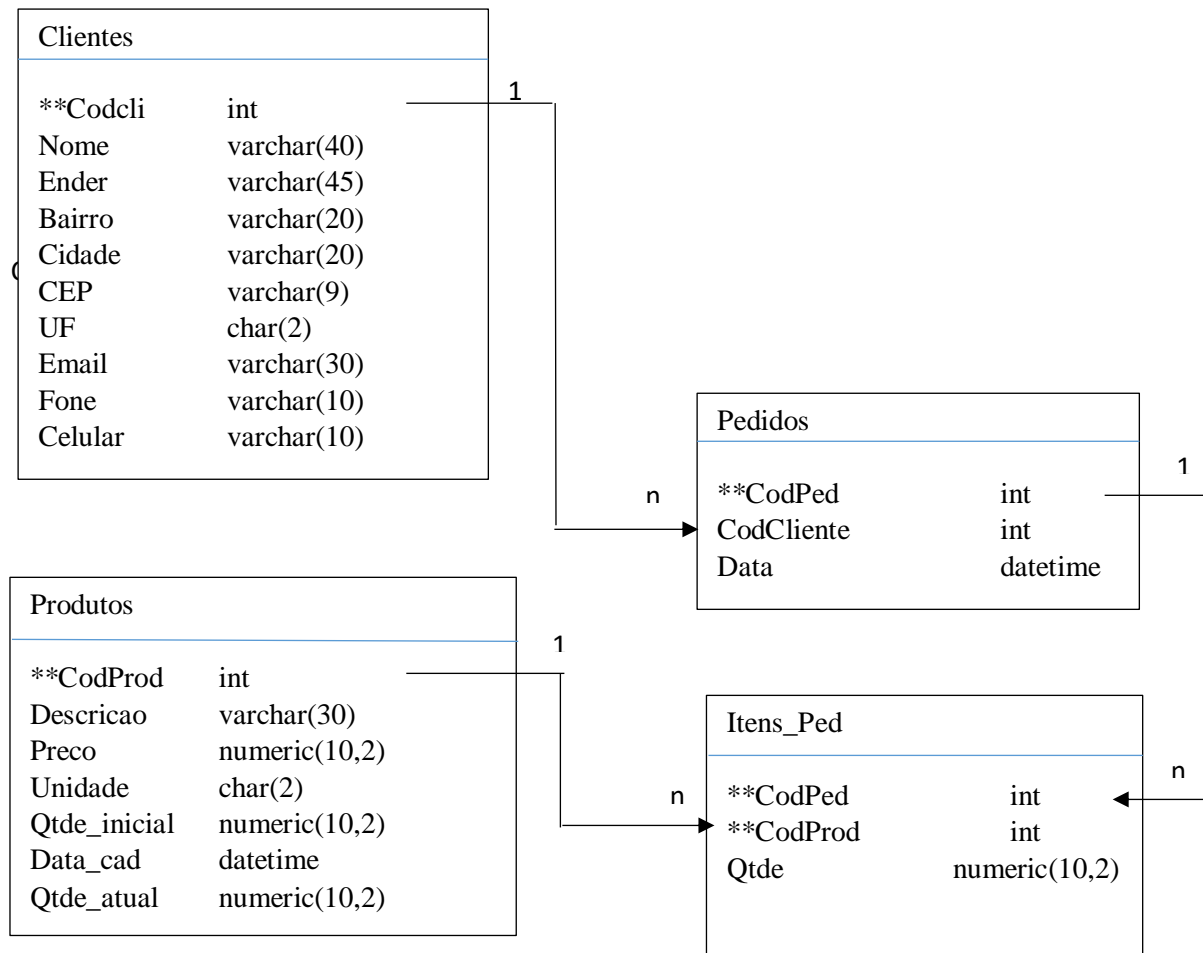 Clientes
**Codcli int
Nome varchar(40)
Ender varchar(45)
Bairro varchar(20)
Cidade varchar(20)
CEP varchar(9)
UF char(2)
Email varchar(30)
Fone varchar(10)
Celular varchar(10)
1
n
Pedidos
**CodPed int
CodCliente int
Data datetime
1
Produtos
**CodProd int
Descricao varchar(30)
Preco numeric(10,2)
Unidade char(2)
Qtde_inicial numeric(10,2)
Data_cad datetime
Qtde_atual numeric(10,2)
1
n
Itens_Ped
**CodPed int
**CodProd int
Qtde numeric(10,2)
n